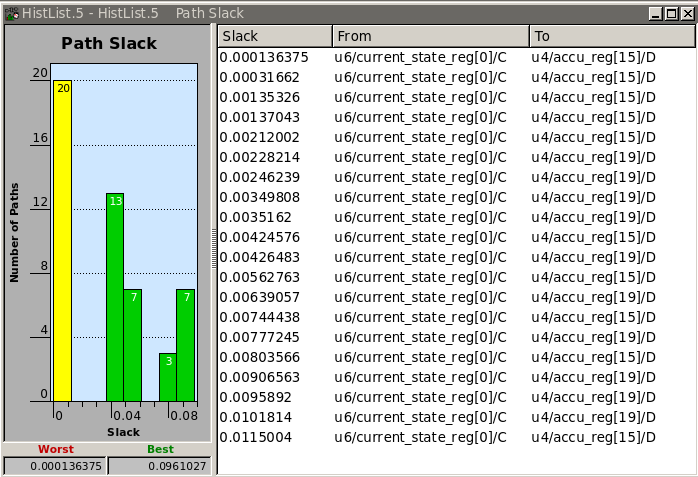 HistList.5 - HistList.5    Path Slack
Path Slack
20
16
12
8
4
0
20
13
7
3
7
0
0.04
0.08
Number of Paths
Slack
Worst Best
0.000136375 0.0961027
Slack From To
0.000136375 u6/current_state_reg[0]/C u4/accu_reg[15]/D
0.00031662 u6/current_state_reg[0]/C u4/accu_reg[15]/D
0.00135326 u6/current_state_reg[0]/C u4/accu_reg[15]/D
0.00137043 u6/current_state_reg[0]/C u4/accu_reg[15]/D
0.00212002 u6/current_state_reg[0]/C u4/accu_reg[15]/D
0.00228214 u6/current_state_reg[0]/C u4/accu_reg[19]/D
0.00246239 u6/current_state_reg[0]/C u4/accu_reg[19]/D
0.00349808 u6/current_state_reg[0]/C u4/accu_reg[19]/D
0.0035162 u6/current_state_reg[0]/C u4/accu_reg[19]/D
0.00424576 u6/current_state_reg[0]/C u4/accu_reg[15]/D
0.00426483 u6/current_state_reg[0]/C u4/accu_reg[19]/D
0.00562763 u6/current_state_reg[0]/C u4/accu_reg[15]/D
0.00639057 u6/current_state_reg[0]/C u4/accu_reg[19]/D
0.00744438 u6/current_state_reg[0]/C u4/accu_reg[15]/D
0.00777245 u6/current_state_reg[0]/C u4/accu_reg[19]/D
0.00803566 u6/current_state_reg[0]/C u4/accu_reg[15]/D
0.00906563 u6/current_state_reg[0]/C u4/accu_reg[19]/D
0.0095892 u6/current_state_reg[0]/C u4/accu_reg[19]/D
0.0101814 u6/current_state_reg[0]/C u4/accu_reg[19]/D
0.0115004 u6/current_state_reg[0]/C u4/accu_reg[15]/D